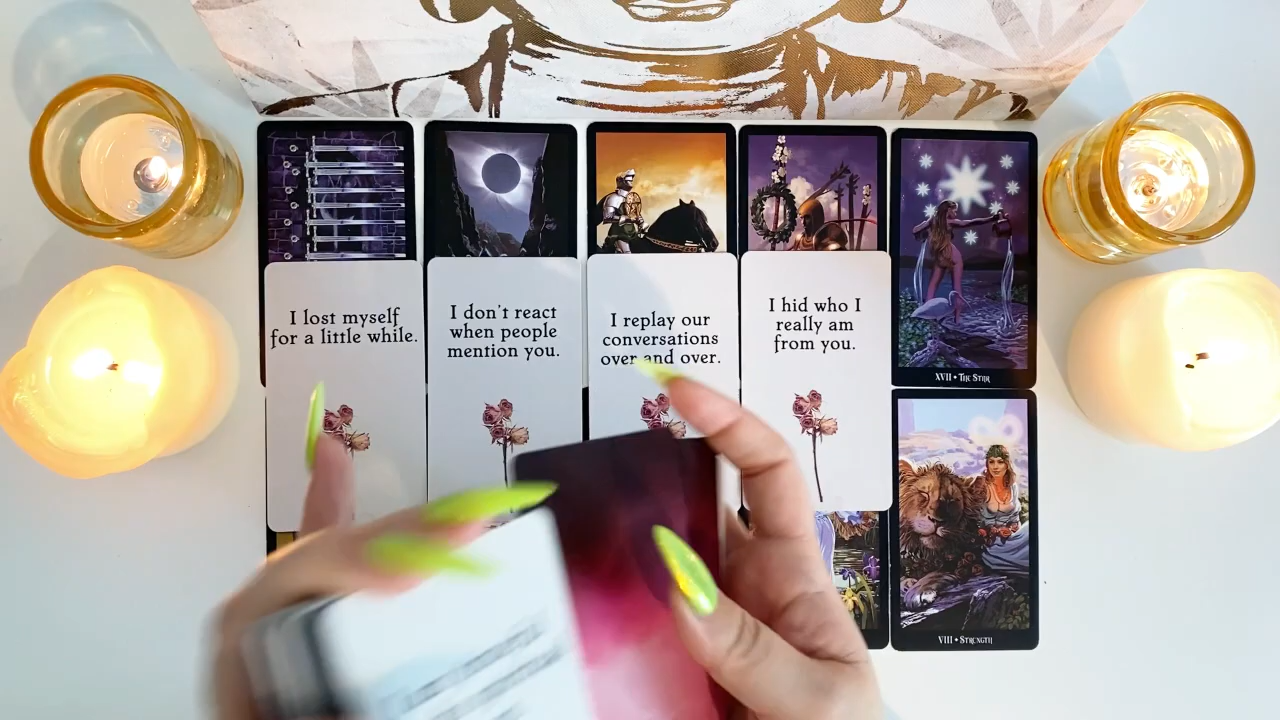 I lost myself
for a little while.
I don't react
when people
mention you.
I replay our
conversations
over and over.
I hid who I
really am
from you.
XVII • The Star
VIII • Strength